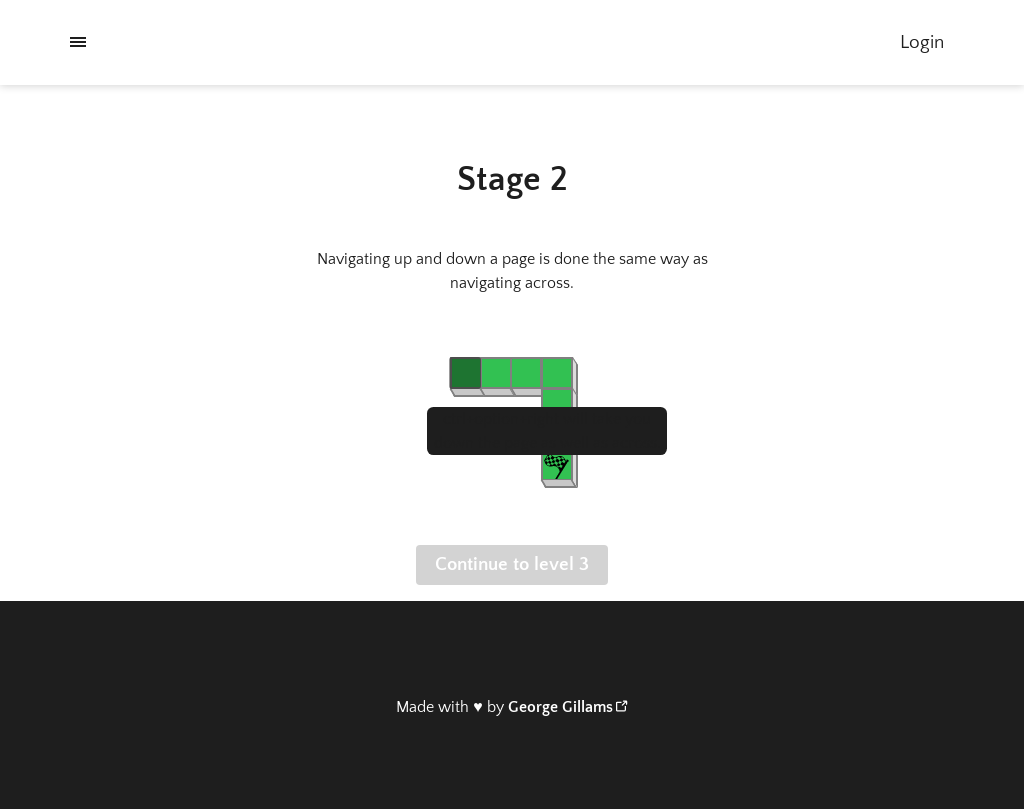 Login
Stage 2
Navigating up and down a page is done the same way as
navigating across.
Continue to level 3
Made with ♥ by George Gillams